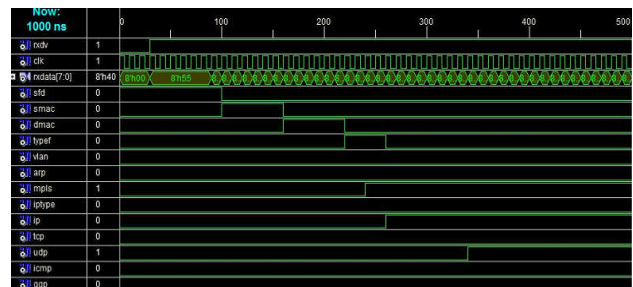 Now:
1000 ns
0 100 200 300 400 500
rxdv 1
clk 1
rxdata[7:0] 8'h40 8'h00 8'h55
sfd 0
smac 0
dmac 0
typef 0
vlan 0
arp 0
mpls 1
iptype 0
ip 0
tcp 0
udp 1
icmp 0
ggp 0